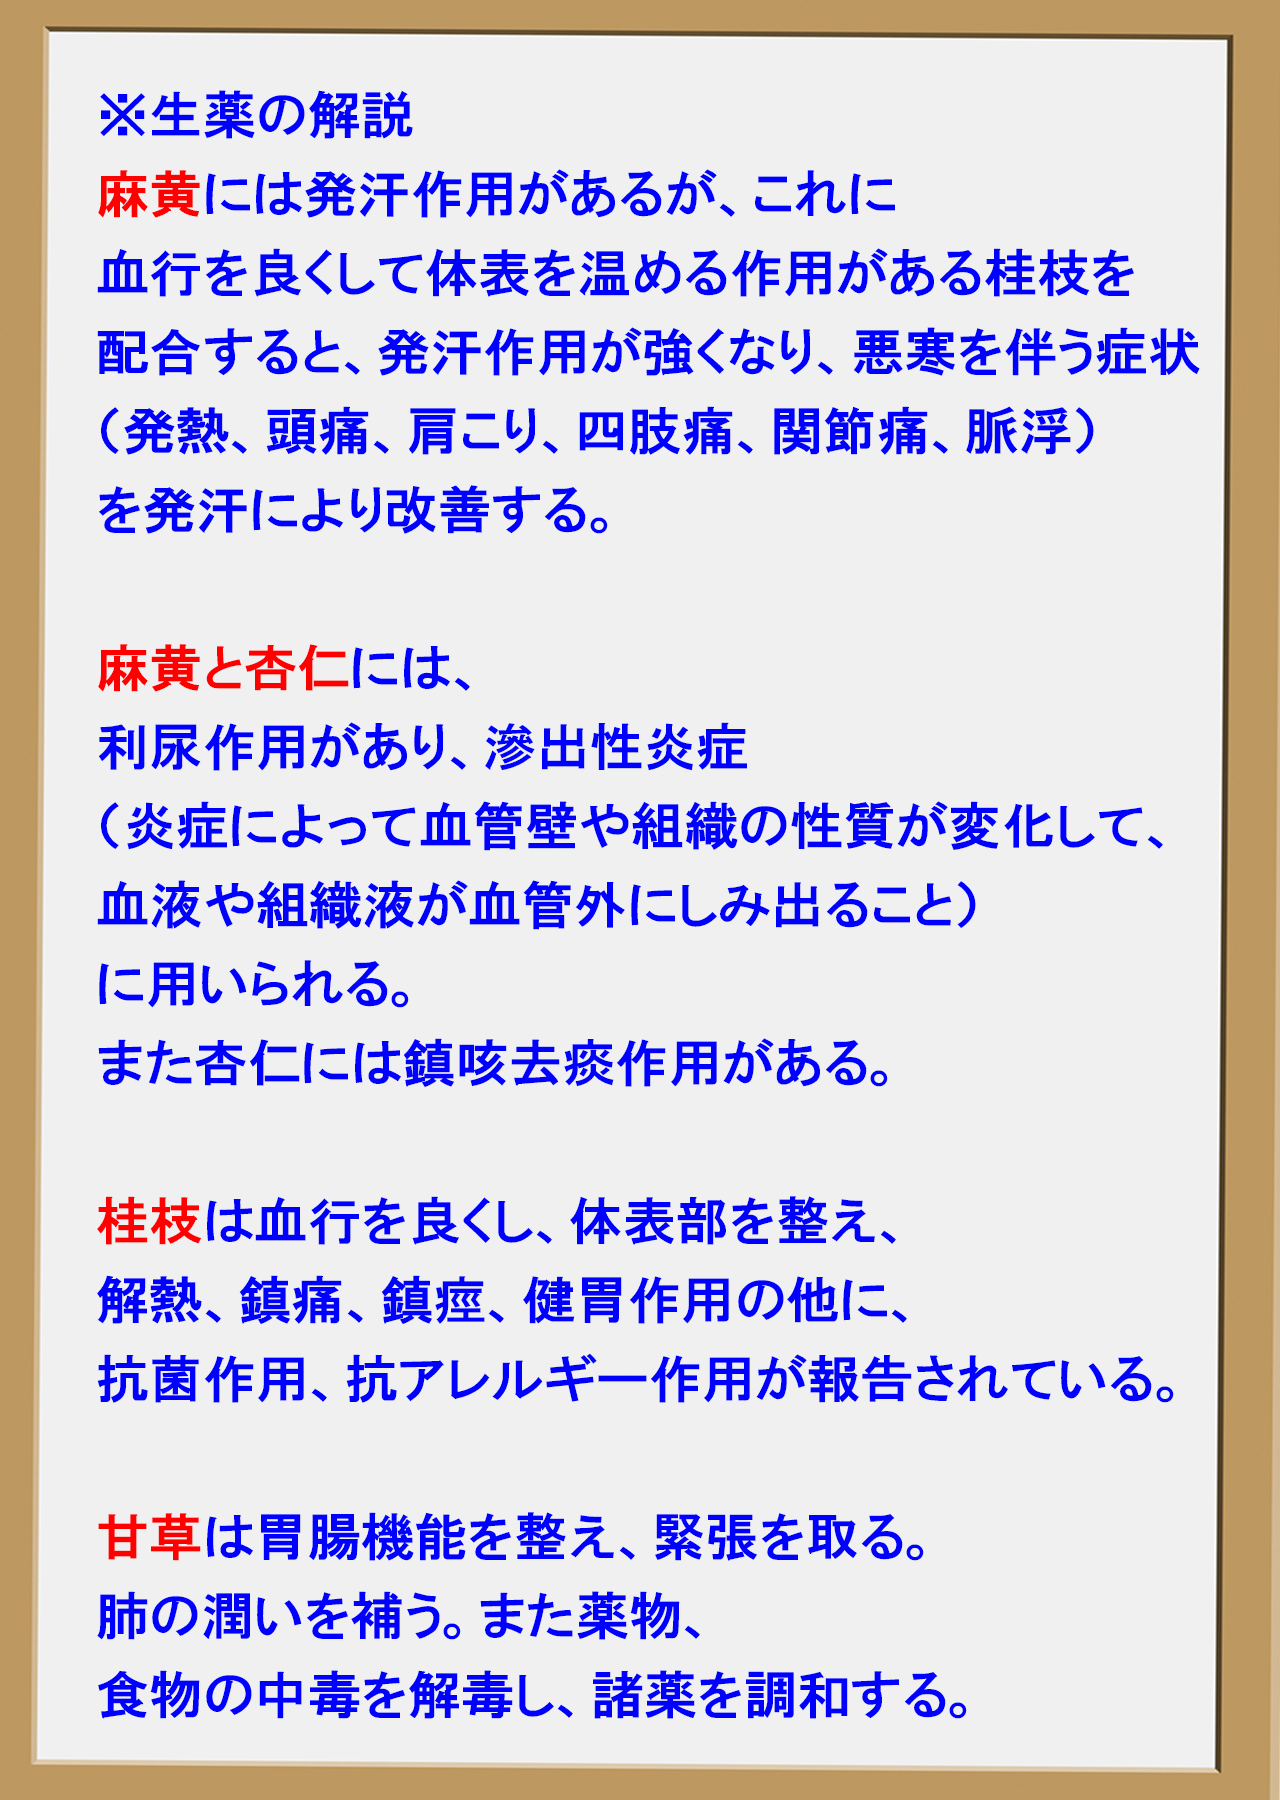 ※生薬の解説
麻黄には発汗作用があるが、これに
血行を良くして体表を温める作用がある桂枝を
配合すると、発汗作用が強くなり、悪寒を伴う症状
（発熱、頭痛、肩こり、四肢痛、関節痛、脈浮）
を発汗により改善する。
麻黄と杏仁には、
利尿作用があり、滲出性炎症
（炎症によって血管壁や組織の性質が変化して、
血液や組織液が血管外にしみ出ること）
に用いられる。
また杏仁には鎮咳去痰作用がある。
桂枝は血行を良くし、体表部を整え、
解熱、鎮痛、鎮痙、健胃作用の他に、
抗菌作用、抗アレルギー作用が報告されている。
甘草は胃腸機能を整え、緊張を取る。
肺の潤いを補う。また薬物、
食物の中毒を解毒し、諸薬を調和する。